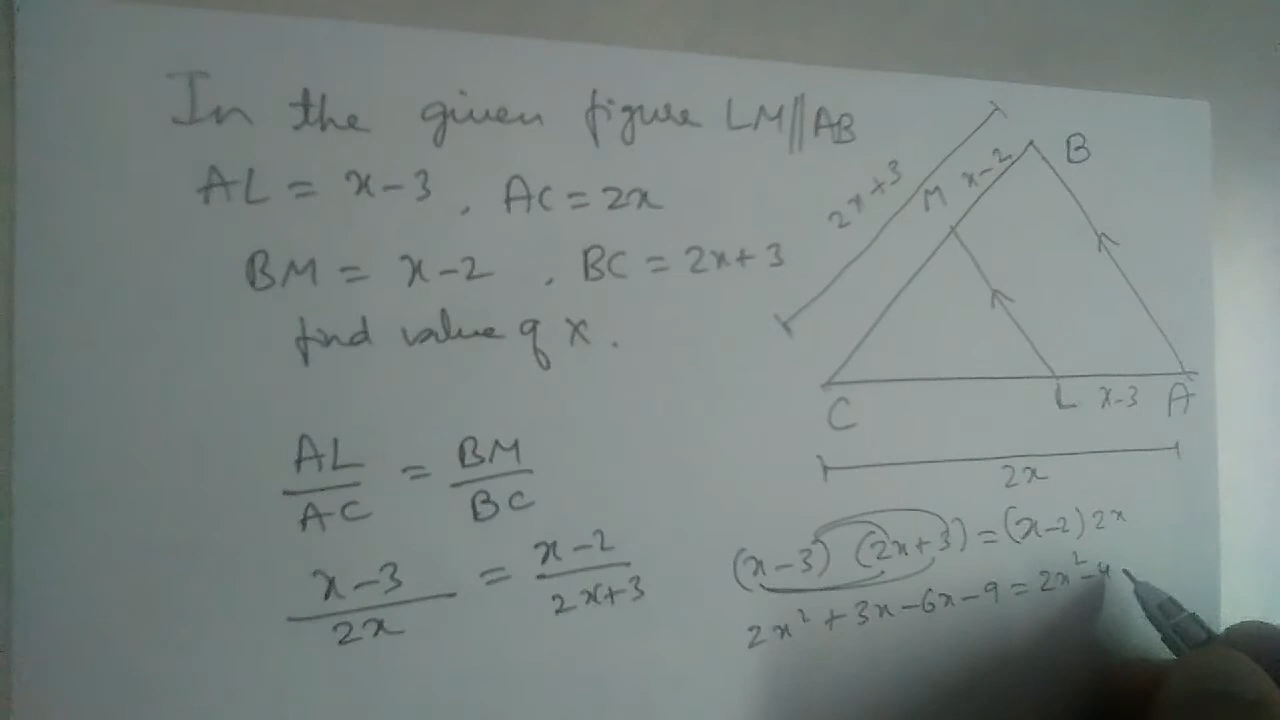 In the given figure LM||AB
AL = x-3, AC = 2x
BM = x-2, BC = 2x+3
find value of x.
B
M
x-2
2x+3
C
L
x-3
A
2x
AL/AC = BM/BC
x-3/2x = x-2/2x+3
(x-3) (2x+3) = (x-2) 2x
2x² + 3x - 6x - 9 = 2x² - 4